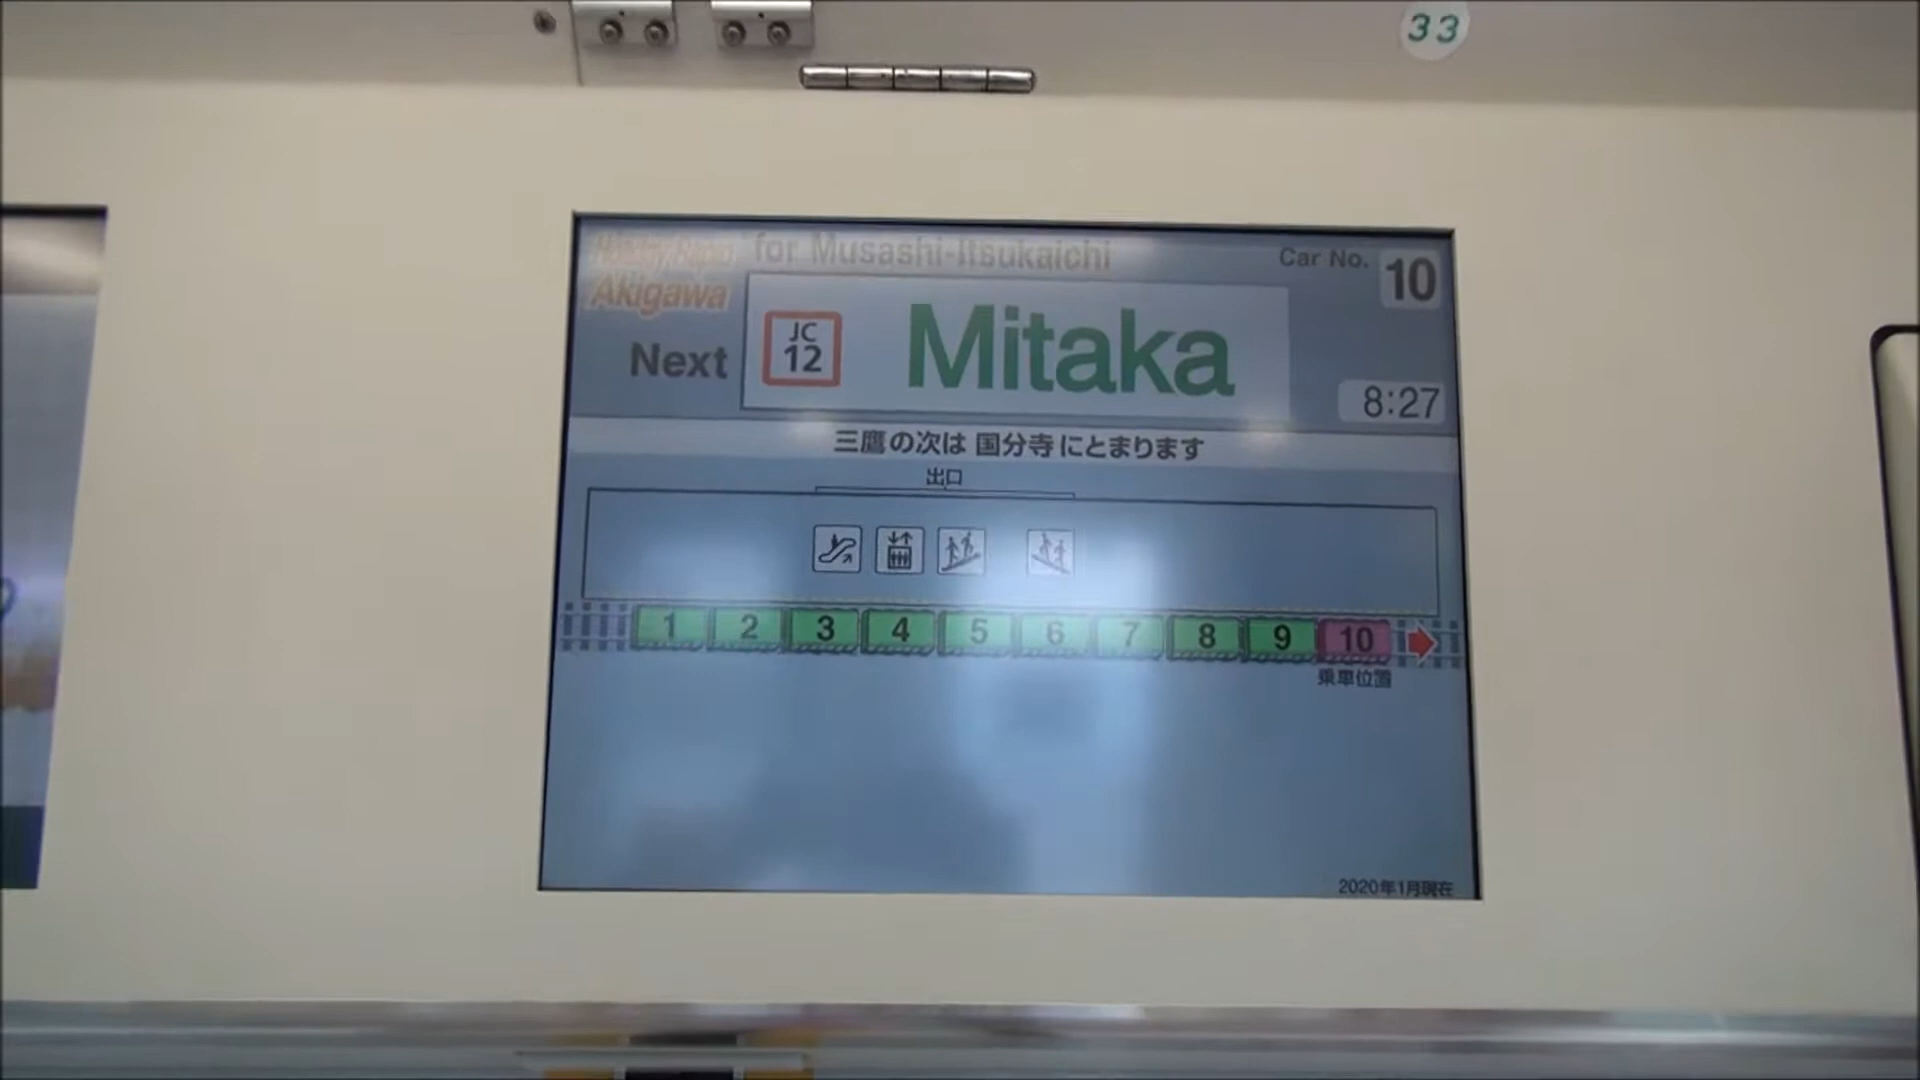 33
Holiday Rapid
Akigawa
for Musashi-Itsukaichi
Car No. 10
Next
JC
12
Mitaka
8:27
三鷹の次は 国分寺 にとまります
出口
1 2 3 4 5 6 7 8 9 10
乗車位置
2020年1月現在